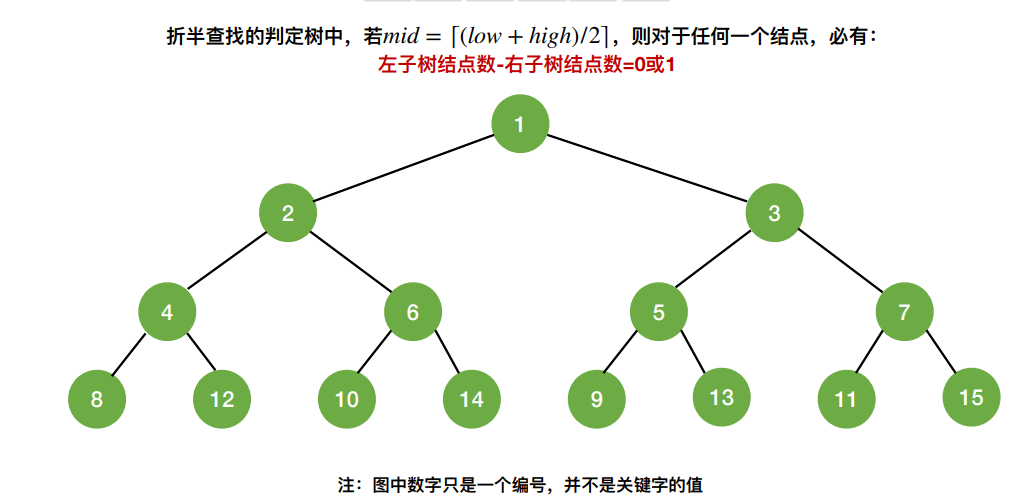 折半查找的判定树中，若mid = ⌈(low + high)/2⌉，则对于任何一个结点，必有：
左子树结点数-右子树结点数=0或1
1
2 3
4 6 5 7
8 12 10 14 9 13 11 15
注：图中数字只是一个编号，并不是关键字的值